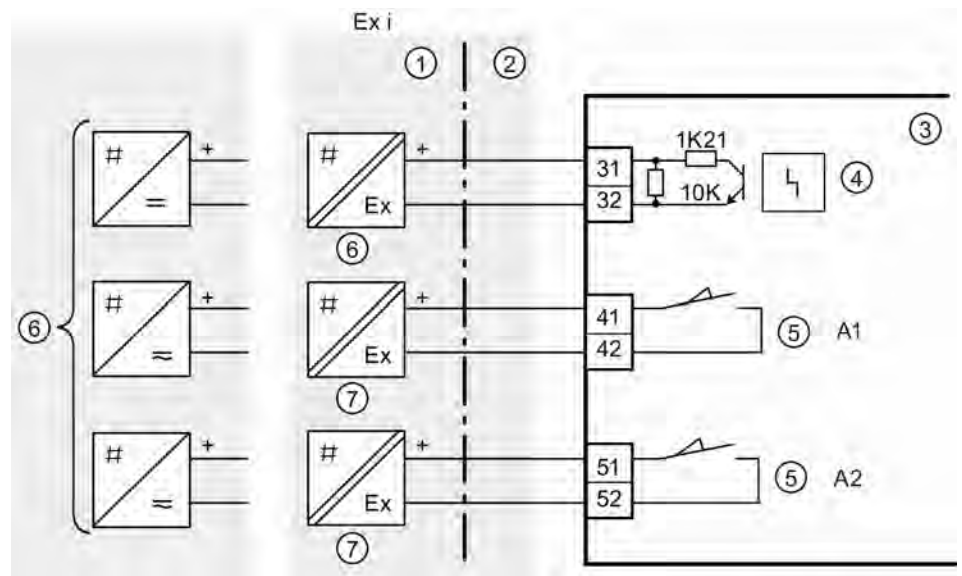 Ex i
① ②
③
# + # + 31 1K21
= Ex 32 10K ④
⑥
# + # + 41
⑥ ≂ Ex 42 ⑤ A1
⑦
# + # + 51
≂ Ex 52 ⑤ A2
⑦